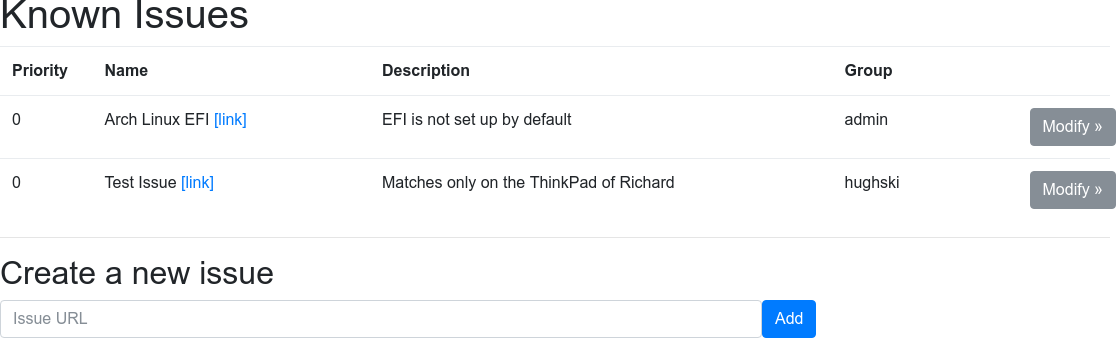 Known Issues
Priority Name Description Group
0 Arch Linux EFI [link] EFI is not set up by default admin Modify »
0 Test Issue [link] Matches only on the ThinkPad of Richard hughski Modify »
Create a new issue
Issue URL Add